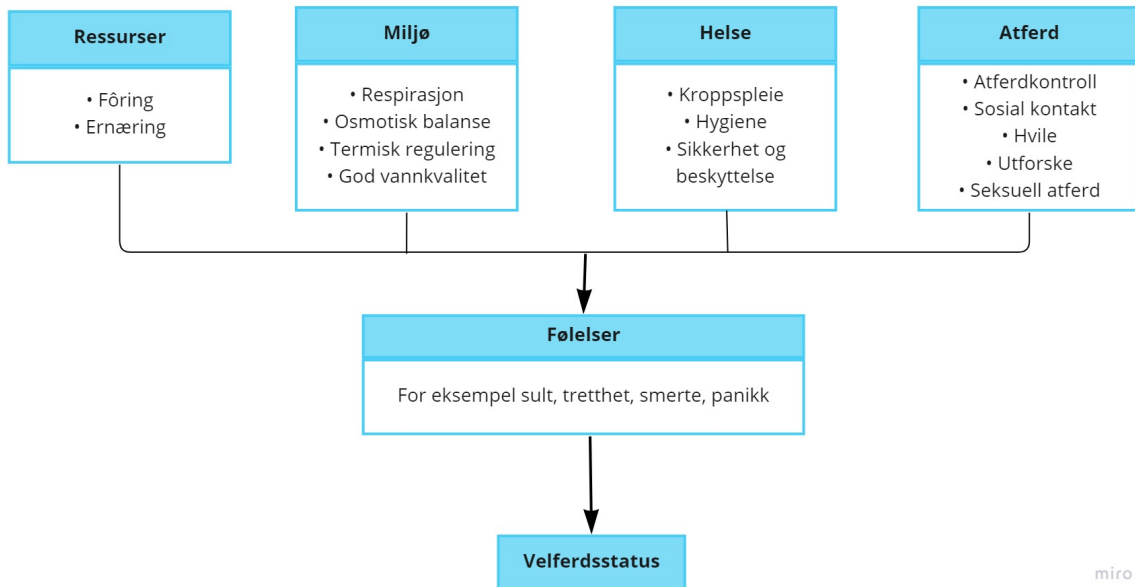 Ressurser
• Fôring
• Ernæring
Miljø
• Respirasjon
• Osmotisk balanse
• Termisk regulering
• God vannkvalitet
Helse
• Kroppspleie
• Hygiene
• Sikkerhet og
beskyttelse
Atferd
• Atferdkontroll
• Sosial kontakt
• Hvile
• Utforske
• Seksuell atferd
Følelser
For eksempel sult, tretthet, smerte, panikk
Velferdsstatus
miro